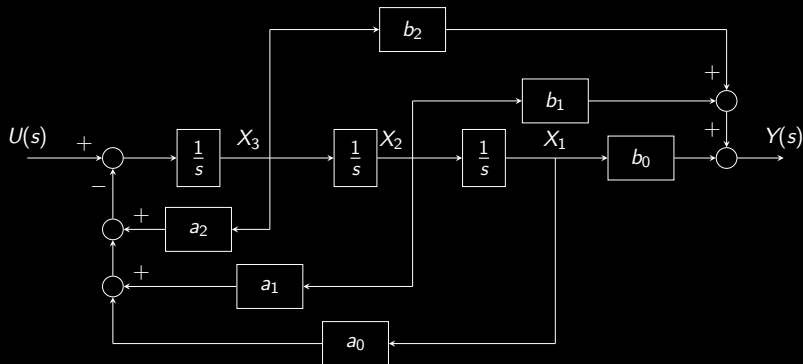 b₂
+
b₁
U(s) + 1/s X₃ 1/s X₂ 1/s X₁ b₀ + Y(s)
−
+ a₂
+ a₁
a₀